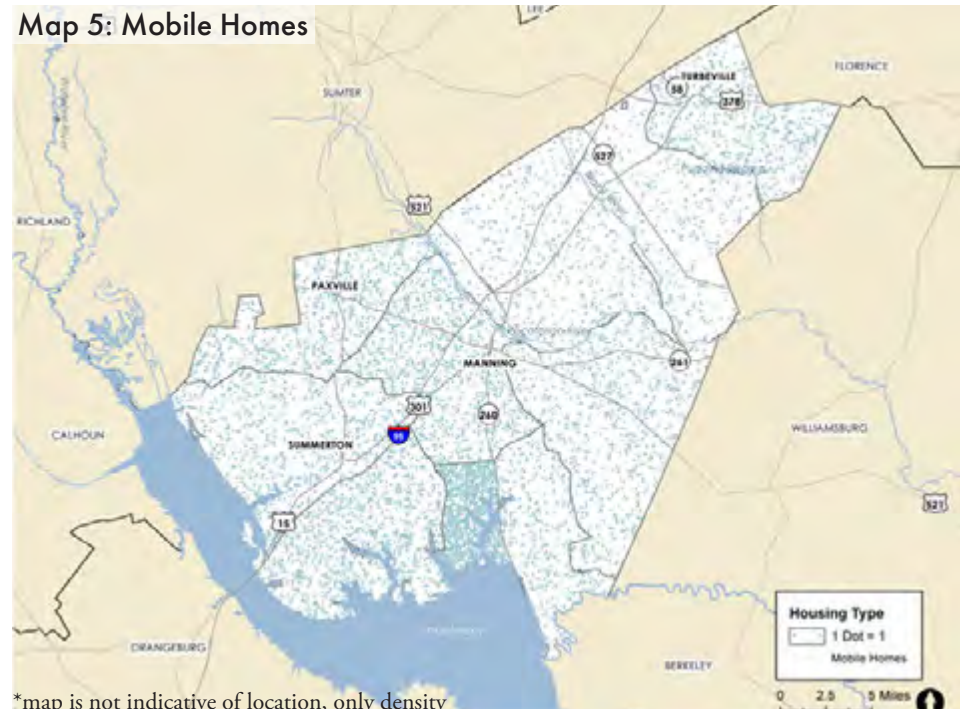 Map 5: Mobile Homes
LEE
FLORENCE
TURBEVILLE
58
378
SUMTER
527
521
RICHLAND
PAXVILLE
MANNING
261
301
260
95
CALHOUN
SUMMERTON
WILLIAMSBURG
521
15
ORANGEBURG
BERKELEY
Housing Type
1 Dot = 1
Mobile Homes
0 2.5 5 Miles
*map is not indicative of location, only density